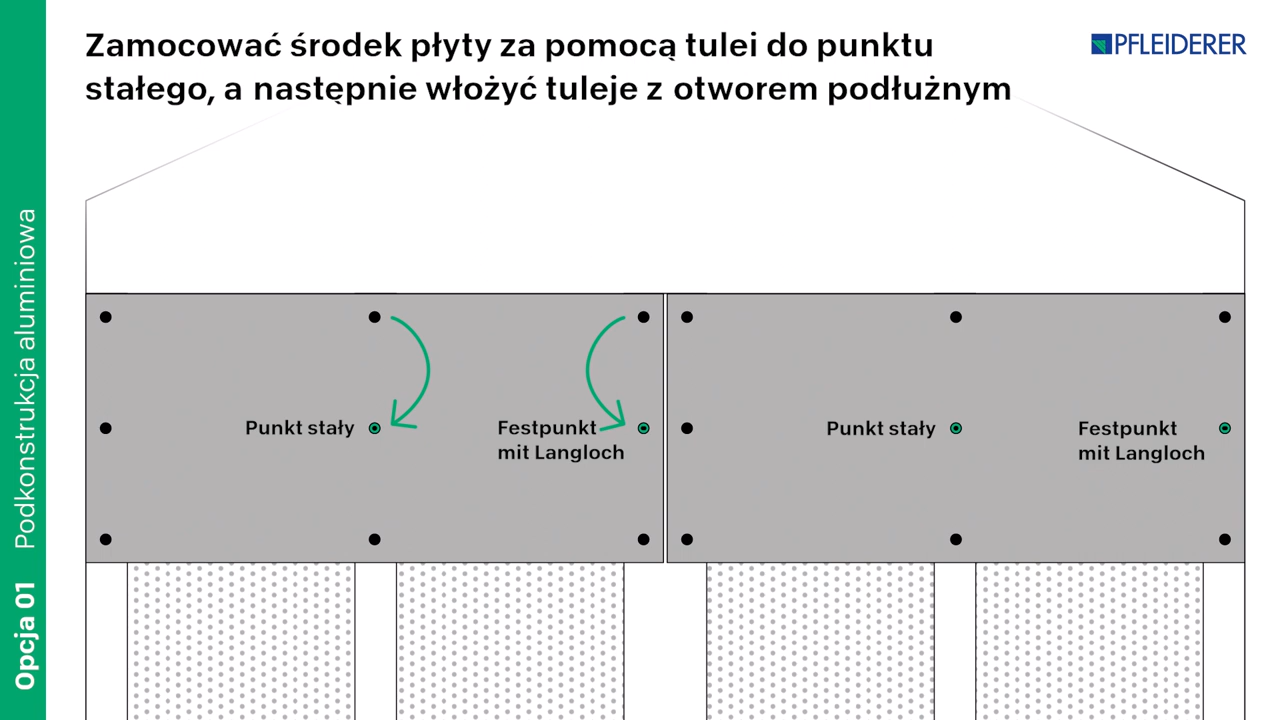 Zamocować środek płyty za pomocą tulei do punktu
stałego, a następnie włożyć tuleje z otworem podłużnym
PFLEIDERER
Opcja 01 Podkonstrukcja aluminiowa
Punkt stały
Festpunkt
mit Langloch
Punkt stały
Festpunkt
mit Langloch